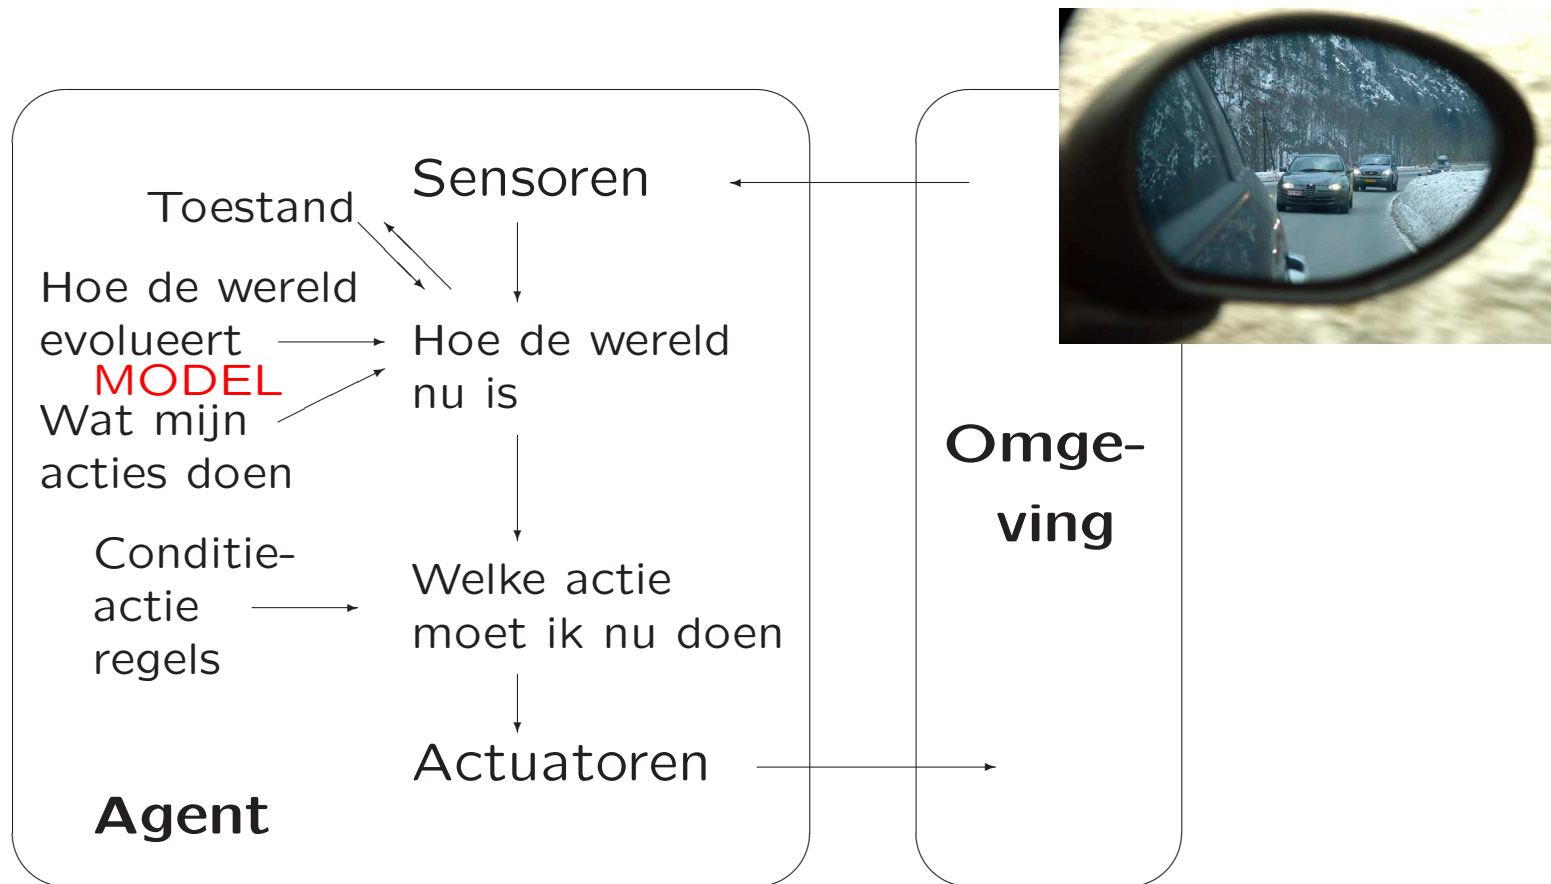 Sensoren
Toestand
Hoe de wereld
evolueert
MODEL
Wat mijn
acties doen
Hoe de wereld
nu is
Conditie-
actie
regels
Welke actie
moet ik nu doen
Actuatoren
Agent
Omge-
ving